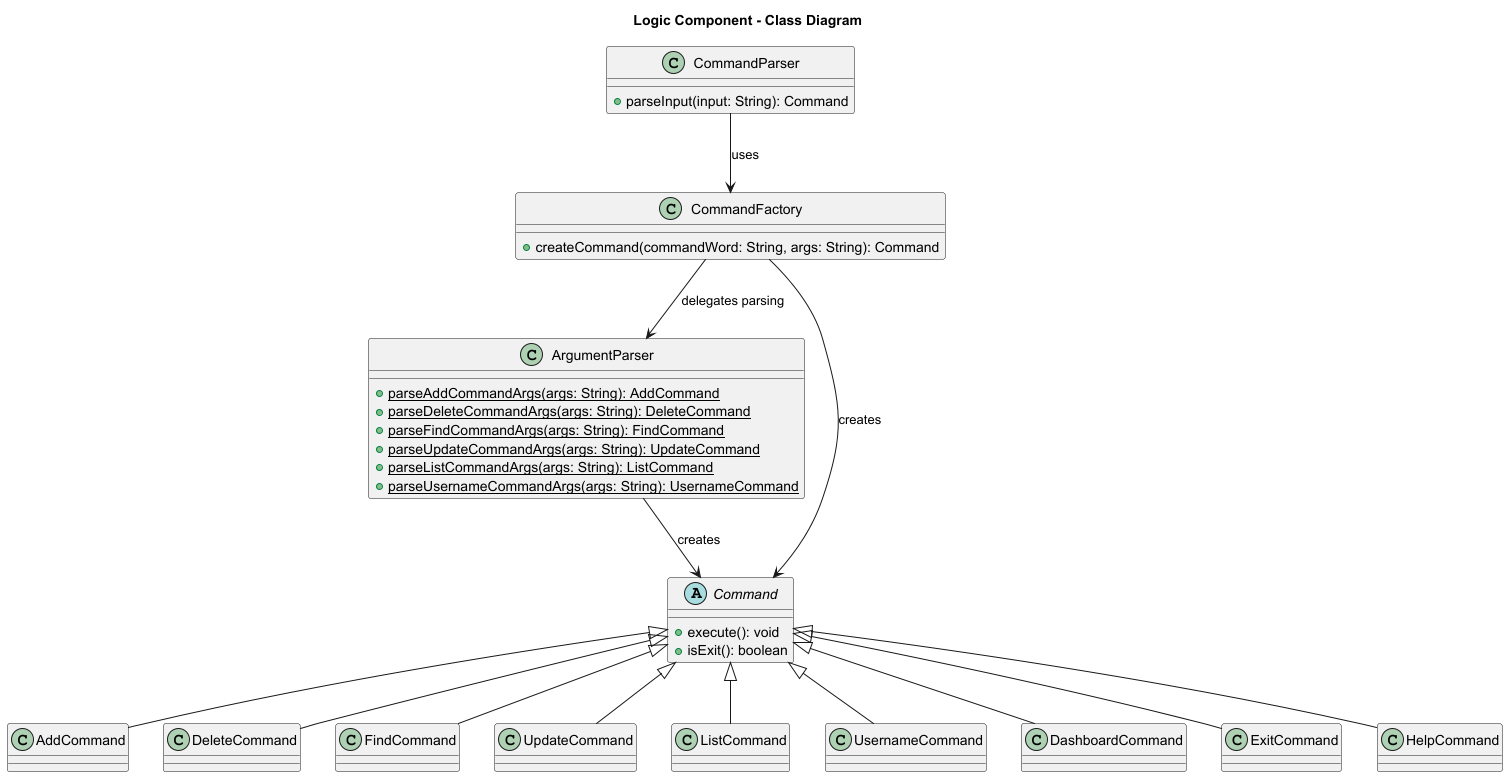 Logic Component - Class Diagram
C CommandParser
parseInput(input: String): Command
uses
C CommandFactory
createCommand(commandWord: String, args: String): Command
delegates parsing
C ArgumentParser
parseAddCommandArgs(args: String): AddCommand
parseDeleteCommandArgs(args: String): DeleteCommand
parseFindCommandArgs(args: String): FindCommand
parseUpdateCommandArgs(args: String): UpdateCommand
parseListCommandArgs(args: String): ListCommand
parseUsernameCommandArgs(args: String): UsernameCommand
creates
creates
A Command
execute(): void
isExit(): boolean
C AddCommand
C DeleteCommand
C FindCommand
C UpdateCommand
C ListCommand
C UsernameCommand
C DashboardCommand
C ExitCommand
C HelpCommand